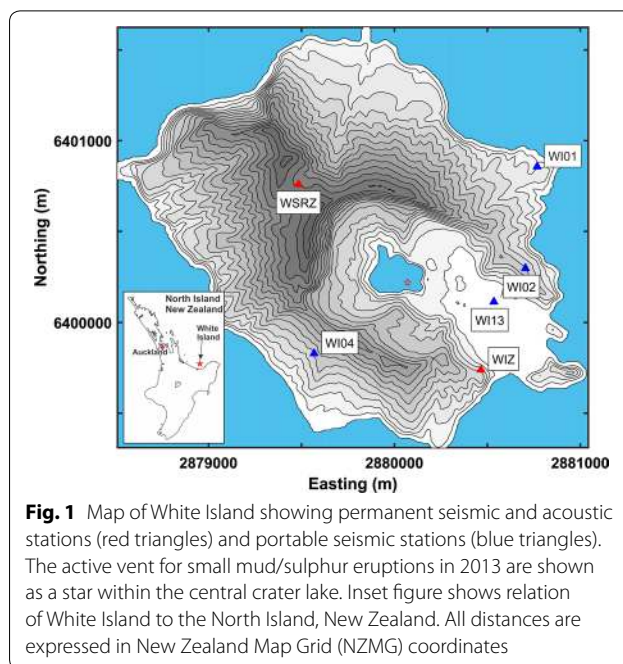 6401000
6400000
Northing (m)
WI01
WSRZ
WI02
WI13
WI04
WIZ
North Island
New Zealand
White
Island
Auckland
2879000
2880000
2881000
Easting (m)
Fig. 1 Map of White Island showing permanent seismic and acoustic
stations (red triangles) and portable seismic stations (blue triangles).
The active vent for small mud/sulphur eruptions in 2013 are shown
as a star within the central crater lake. Inset figure shows relation
of White Island to the North Island, New Zealand. All distances are
expressed in New Zealand Map Grid (NZMG) coordinates